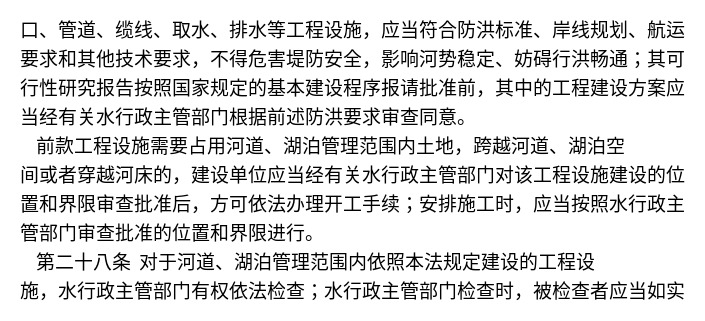 口、管道、缆线、取水、排水等工程设施，应当符合防洪标准、岸线规划、航运
要求和其他技术要求，不得危害堤防安全，影响河势稳定、妨碍行洪畅通；其可
行性研究报告按照国家规定的基本建设程序报请批准前，其中的工程建设方案应
当经有关水行政主管部门根据前述防洪要求审查同意。
前款工程设施需要占用河道、湖泊管理范围内土地，跨越河道、湖泊空
间或者穿越河床的，建设单位应当经有关水行政主管部门对该工程设施建设的位
置和界限审查批准后，方可依法办理开工手续；安排施工时，应当按照水行政主
管部门审查批准的位置和界限进行。
第二十八条 对于河道、湖泊管理范围内依照本法规定建设的工程设
施，水行政主管部门有权依法检查；水行政主管部门检查时，被检查者应当如实